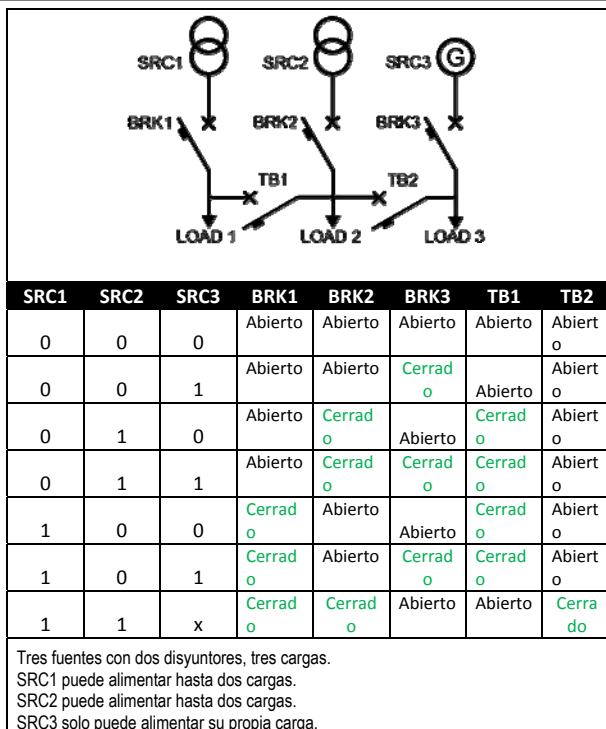 SRC1 SRC2 SRC3 G
BRK1 BRK2 BRK3
TB1 TB2
LOAD 1 LOAD 2 LOAD 3
SRC1 SRC2 SRC3 BRK1 BRK2 BRK3 TB1 TB2
0 0 0 Abierto Abierto Abierto Abierto Abiert
o
0 0 1 Abierto Abierto Cerrad Abierto Abiert
o o
0 1 0 Abierto Cerrad Abierto Cerrad Abiert
o o o
0 1 1 Abierto Cerrad Cerrad Cerrad Abiert
o o o o
1 0 0 Cerrad Abierto Abierto Cerrad Abiert
o o o
1 0 1 Cerrad Abierto Cerrad Cerrad Abiert
o o o o
1 1 x Cerrad Cerrad Abierto Abierto Cerra
o o do
Tres fuentes con dos disyuntores, tres cargas.
SRC1 puede alimentar hasta dos cargas.
SRC2 puede alimentar hasta dos cargas.
SRC3 solo puede alimentar su propia carga.